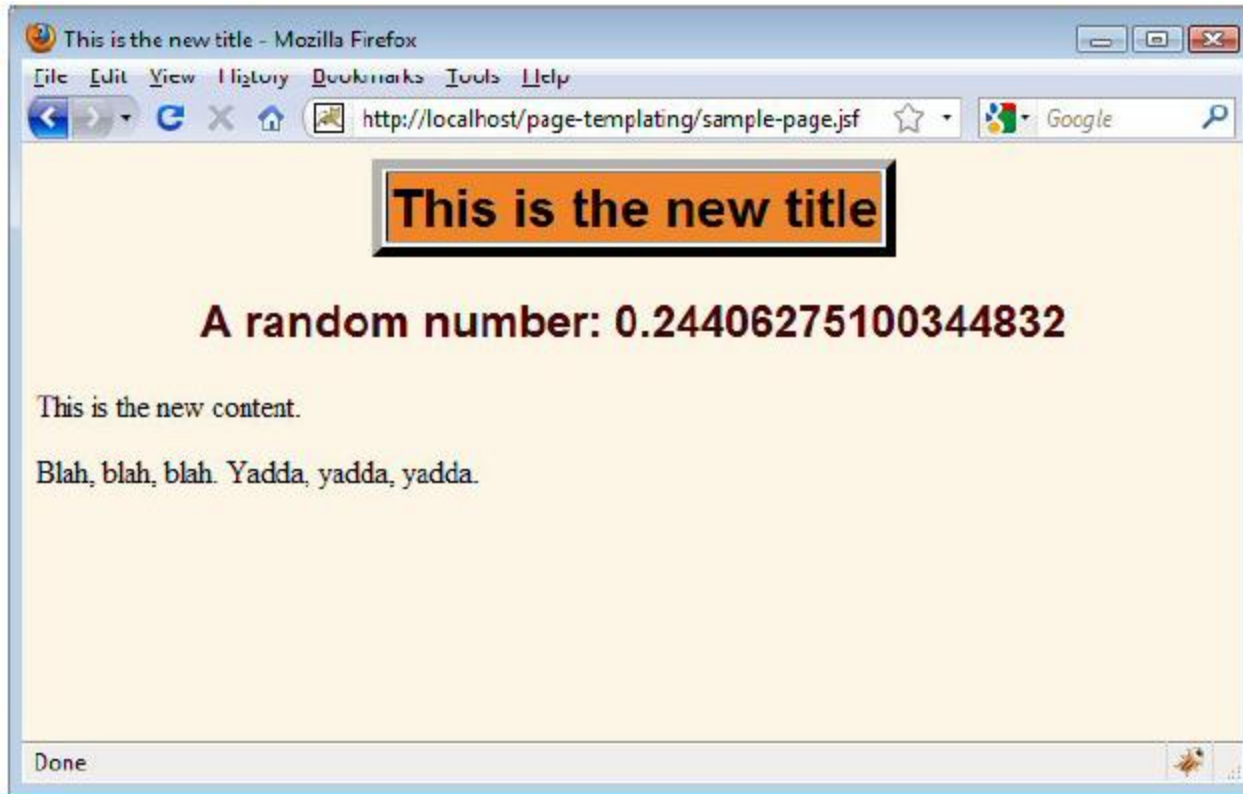 This is the new title - Mozilla Firefox
File Edit View History Bookmarks Tools Help
http://localhost/page-templating/sample-page.jsf Google
This is the new title
A random number: 0.24406275100344832
This is the new content.
Blah, blah, blah. Yadda, yadda, yadda.
Done